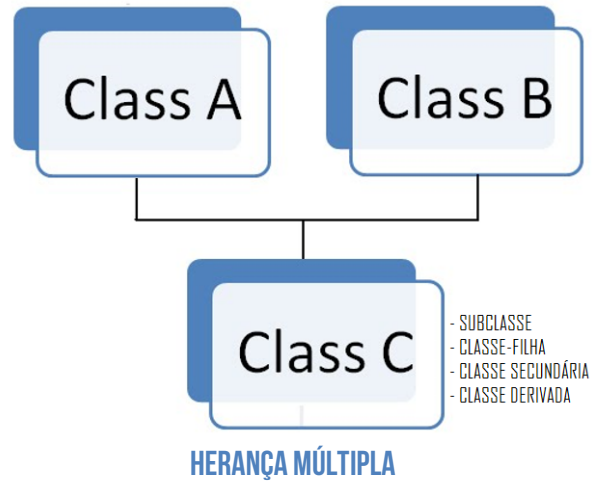 Class A
Class B
Class C
- SUBCLASSE
- CLASSE-FILHA
- CLASSE SECUNDÁRIA
- CLASSE DERIVADA
HERANÇA MÚLTIPLA